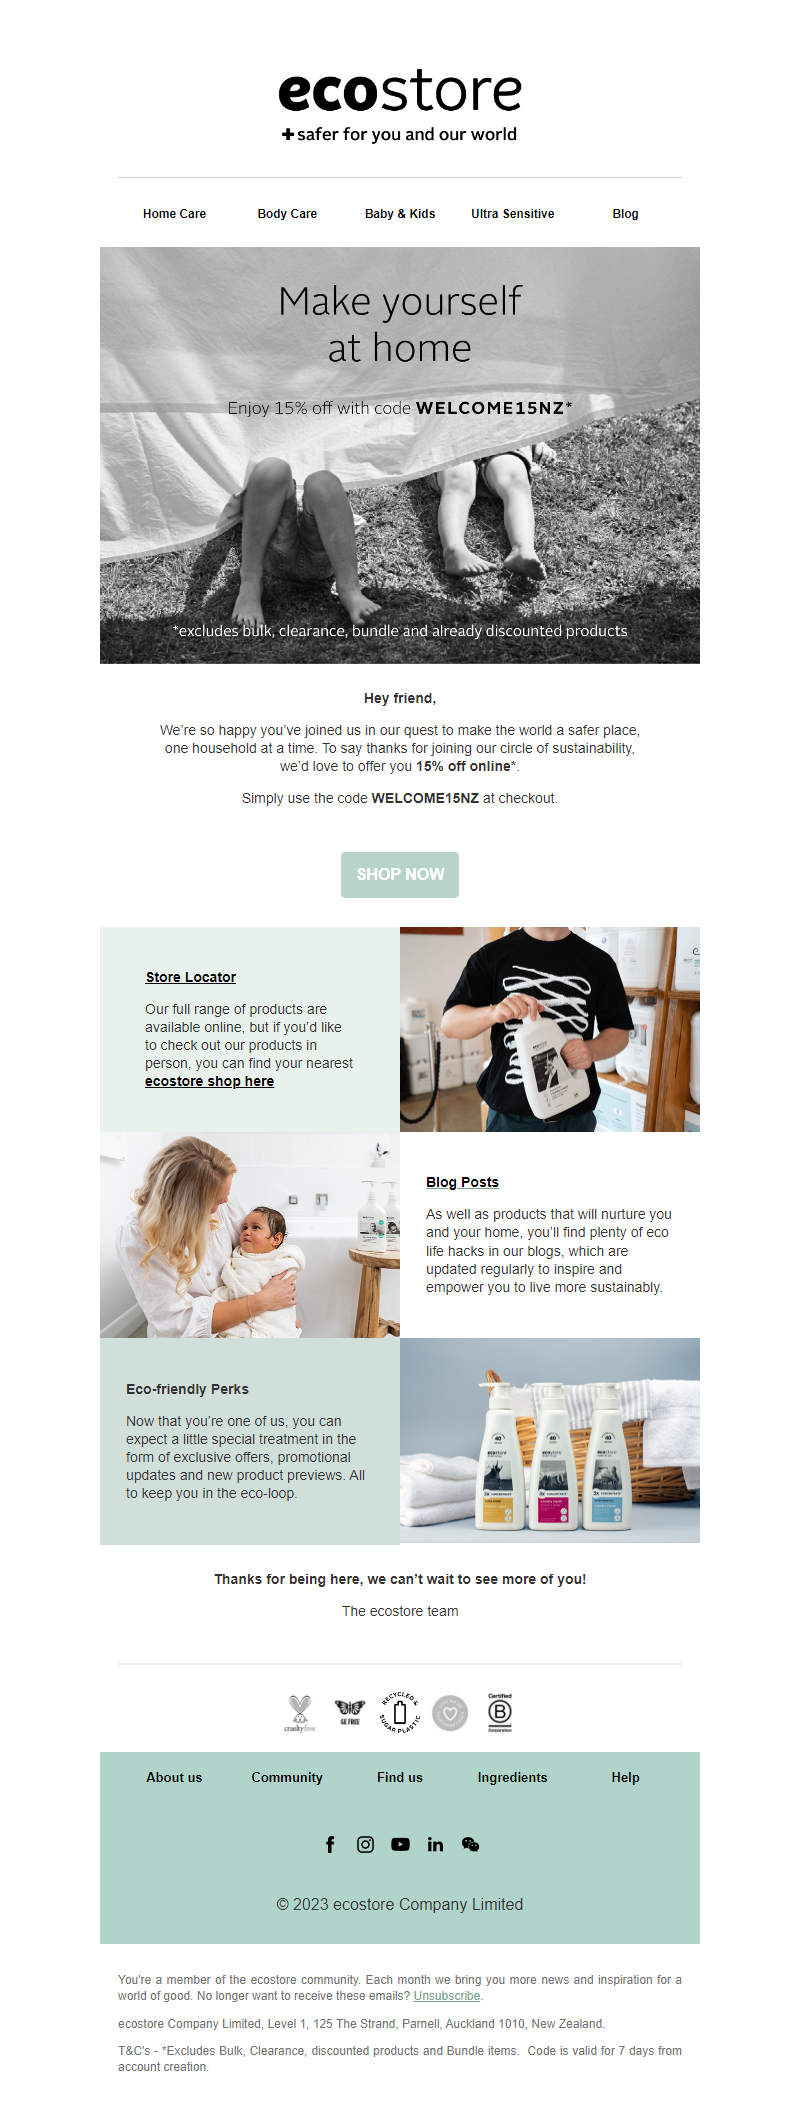 ecostore
+safer for you and our world
Home Care
Body Care
Baby & Kids
Ultra Sensitive
Blog
Make yourself
at home
Enjoy 15% off with code WELCOME15NZ*
*excludes bulk, clearance, bundle and already discounted products
Hey friend,
We're so happy you've joined us in our quest to make the world a safer place,
one household at a time. To say thanks for joining our circle of sustainability,
we'd love to offer you 15% off online*.
Simply use the code WELCOME15NZ at checkout.
SHOP NOW
Store Locator
Our full range of products are
available online, but if you'd like
to check out our products in
person, you can find your nearest
ecostore shop here
Blog Posts
As well as products that will nurture you
and your home, you'll find plenty of eco
life hacks in our blogs, which are
updated regularly to inspire and
empower you to live more sustainably.
Eco-friendly Perks
Now that you're one of us, you can
expect a little special treatment in the
form of exclusive offers, promotional
updates and new product previews. All
to keep you in the eco-loop.
40
ecostore
3x CONCENTRATE
40
ecostore
3x CONCENTRATE
40
ecostore
3x CONCENTRATE
Thanks for being here, we can't wait to see more of you!
The ecostore team
crueltyfree
GE FREE
RECYCLED &
SUGAR PLASTIC
Certified
B
Corporation
About us
Community
Find us
Ingredients
Help
© 2023 ecostore Company Limited
You're a member of the ecostore community. Each month we bring you more news and inspiration for a
world of good. No longer want to receive these emails? Unsubscribe.
ecostore Company Limited, Level 1, 125 The Strand, Parnell, Auckland 1010, New Zealand.
T&C's - *Excludes Bulk, Clearance, discounted products and Bundle items.  Code is valid for 7 days from
account creation.